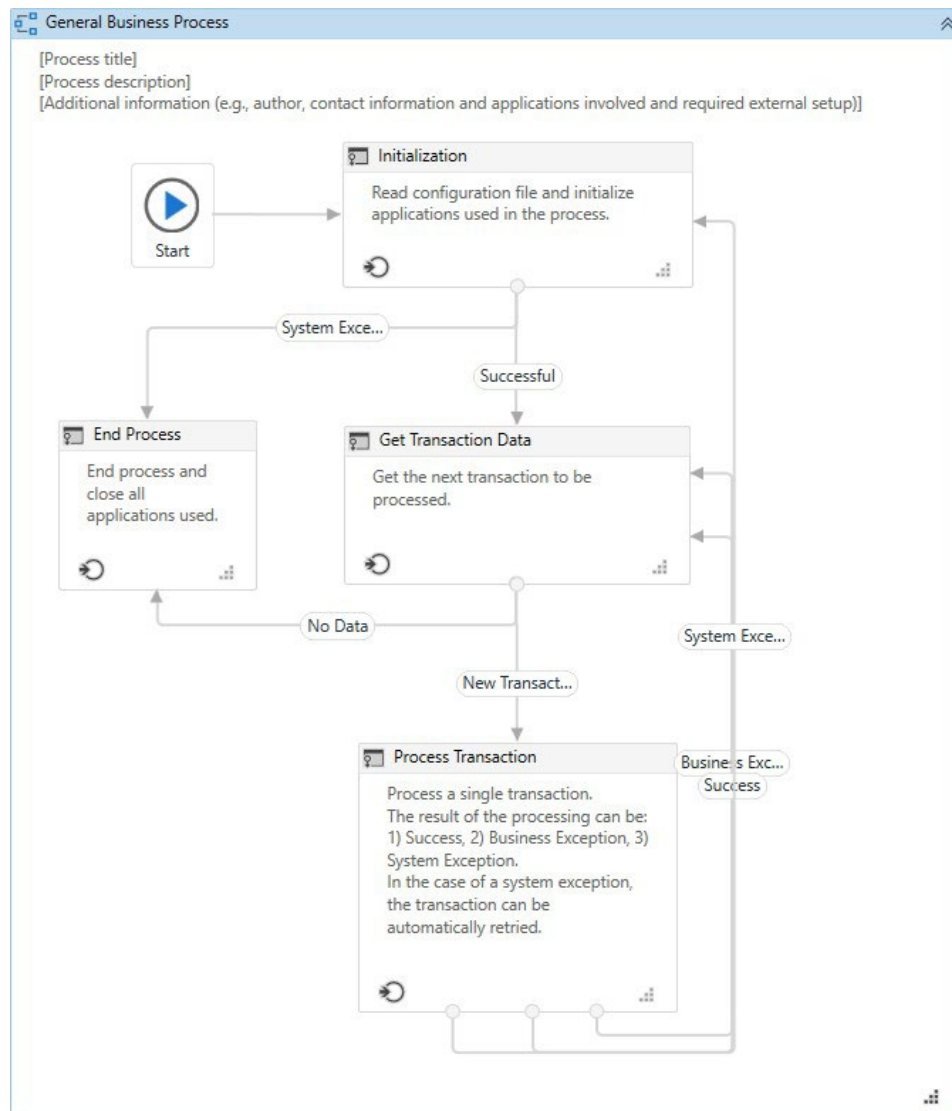 General Business Process
[Process title]
[Process description]
[Additional information (e.g., author, contact information and applications involved and required external setup)]
Initialization
Read configuration file and initialize
applications used in the process.
Start
System Exce...
Successful
End Process
End process and
close all
applications used.
Get Transaction Data
Get the next transaction to be
processed.
No Data
System Exce...
New Transact...
Process Transaction
Process a single transaction.
The result of the processing can be:
1) Success, 2) Business Exception, 3)
System Exception.
In the case of a system exception,
the transaction can be
automatically retried.
Business Exc...
Success